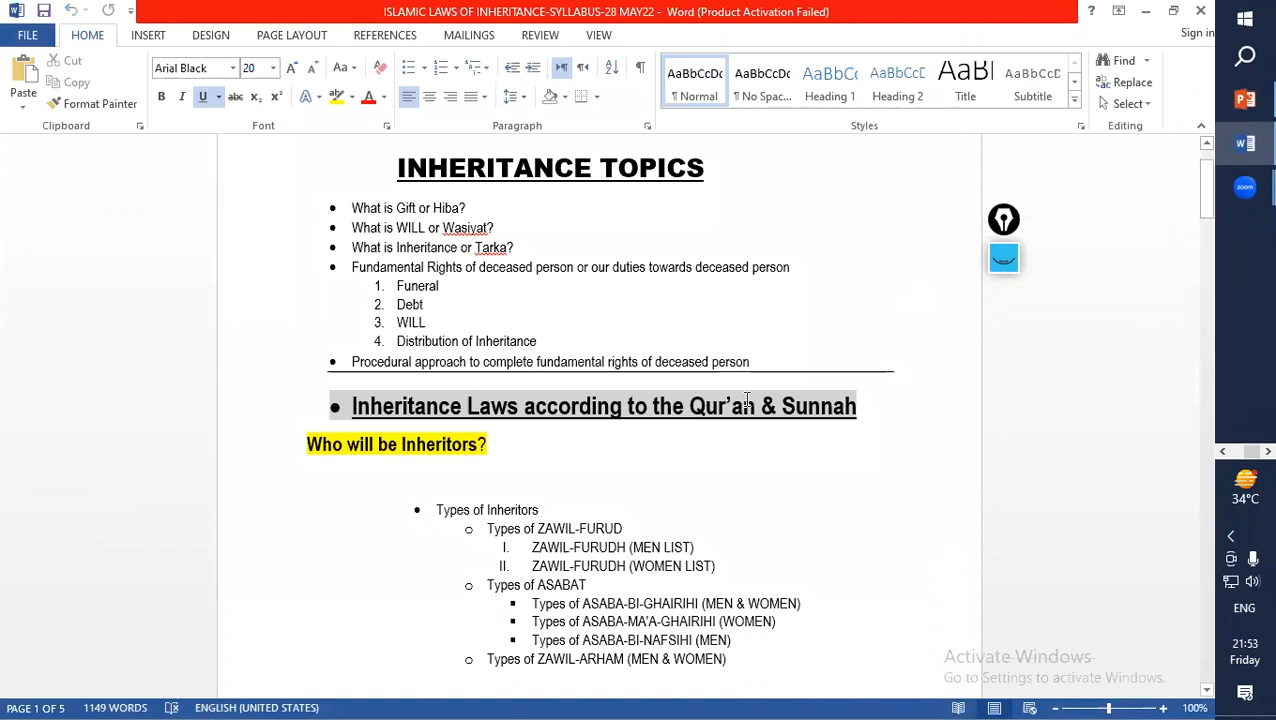 ISLAMIC LAWS OF INHERITANCE-SYLLABUS-28 MAY22 - Word (Product Activation Failed)
FILE HOME INSERT DESIGN PAGE LAYOUT REFERENCES MAILINGS REVIEW VIEW Sign in
Paste
Cut
Copy
Format Painter
Clipboard
Arial Black 20
Font
Paragraph
AaBbCcDc AaBbCcDc AaBbCc AaBbCc AaBl AaBbCcDc
¶ Normal ¶ No Spac... Heading 1 Heading 2 Title Subtitle
Styles
Find
Replace
Select
Editing
INHERITANCE TOPICS
• What is Gift or Hiba?
• What is WILL or Wasiyat?
• What is Inheritance or Tarka?
• Fundamental Rights of deceased person or our duties towards deceased person
1. Funeral
2. Debt
3. WILL
4. Distribution of Inheritance
• Procedural approach to complete fundamental rights of deceased person
• Inheritance Laws according to the Qur’an & Sunnah
Who will be Inheritors?
• Types of Inheritors
o Types of ZAWIL-FURUD
I. ZAWIL-FURUDH (MEN LIST)
II. ZAWIL-FURUDH (WOMEN LIST)
o Types of ASABAT
▪ Types of ASABA-BI-GHAIRIHI (MEN & WOMEN)
▪ Types of ASABA-MA'A-GHAIRIHI (WOMEN)
▪ Types of ASABA-BI-NAFSIHI (MEN)
o Types of ZAWIL-ARHAM (MEN & WOMEN)
Activate Windows
Go to Settings to activate Windows.
PAGE 1 OF 5 1149 WORDS ENGLISH (UNITED STATES) 100%
zoom
34°C
ENG
21:53
Friday